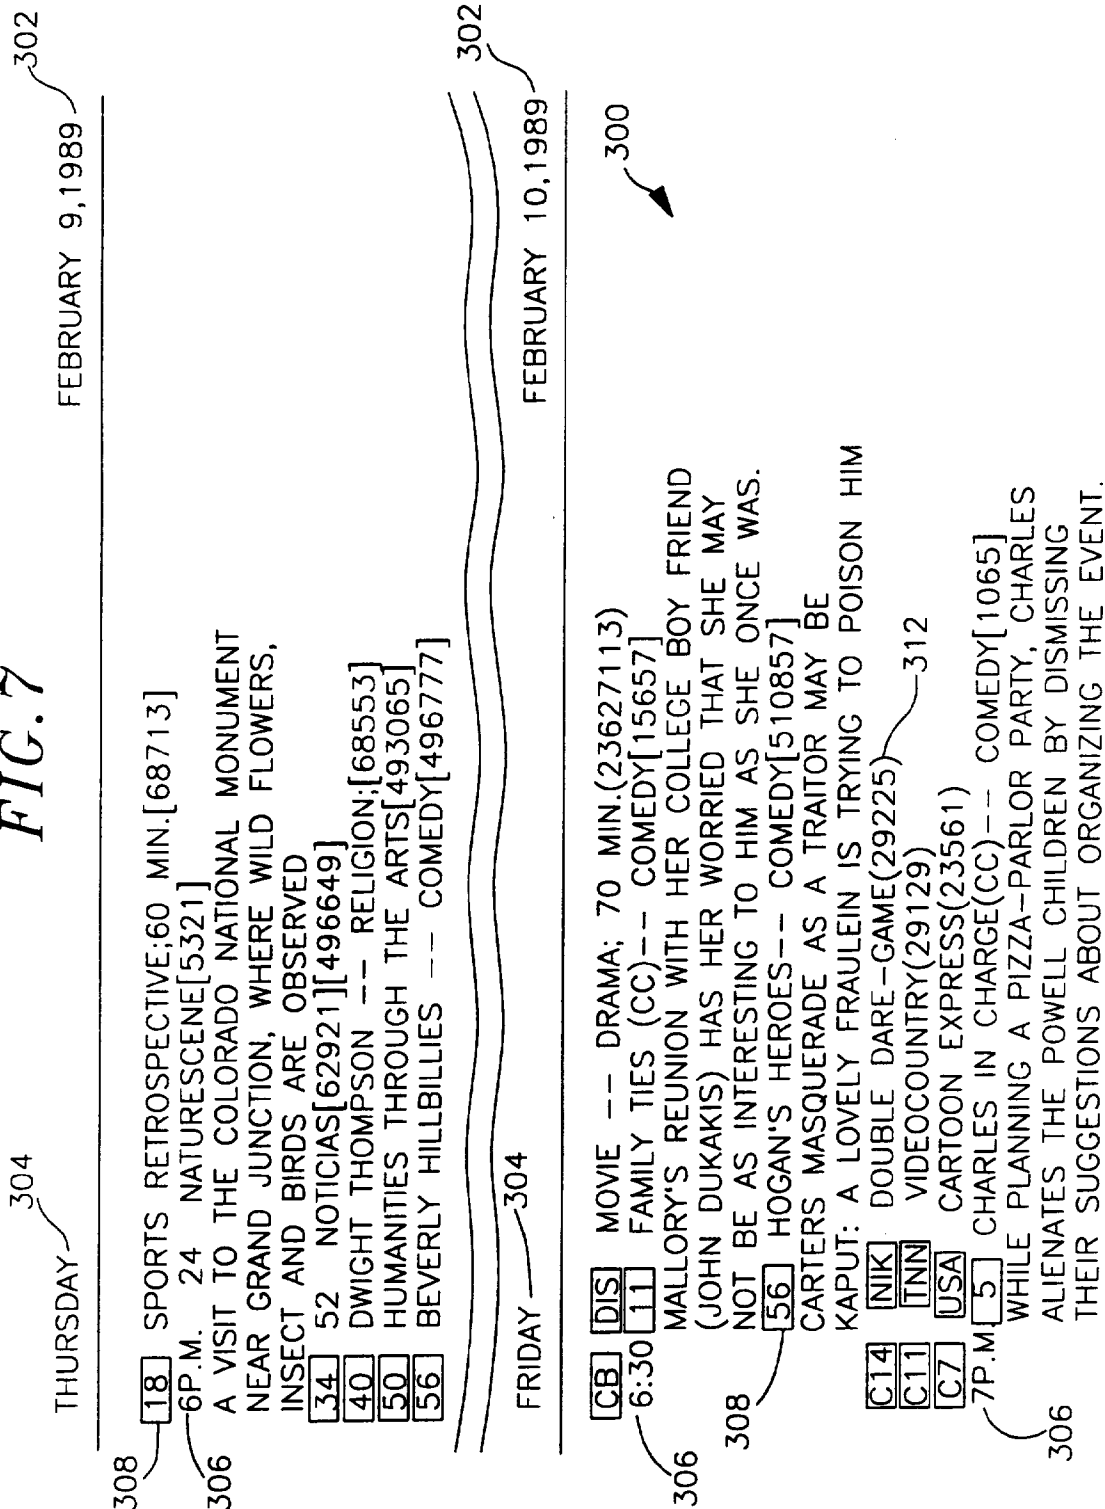 FIG. 7
THURSDAY 304 FEBRUARY 9,1989 302
308 18 SPORTS RETROSPECTIVE;60 MIN.[68713]
306 6P.M. 24 NATURESCENE[5321]
A VISIT TO THE COLORADO NATIONAL MONUMENT
NEAR GRAND JUNCTION, WHERE WILD FLOWERS,
INSECT AND BIRDS ARE OBSERVED
34 52 NOTICIAS[62921][496649]
40 DWIGHT THOMPSON -- RELIGION;[68553]
50 HUMANITIES THROUGH THE ARTS[493065]
56 BEVERLY HILLBILLIES -- COMEDY[496777]
FRIDAY 304 FEBRUARY 10,1989 302
300
CB DIS MOVIE -- DRAMA; 70 MIN.(23627113)
306 6:30 11 FAMILY TIES (CC)-- COMEDY[15657]
MALLORY'S REUNION WITH HER COLLEGE BOY FRIEND
(JOHN DUKAKIS) HAS HER WORRIED THAT SHE MAY
NOT BE AS INTERESTING TO HIM AS SHE ONCE WAS.
308 56 HOGAN'S HEROES-- COMEDY[510857]
CARTERS MASQUERADE AS A TRAITOR MAY BE
KAPUT: A LOVELY FRAULEIN IS TRYING TO POISON HIM
C14 NIK DOUBLE DARE-GAME(29225) 312
C11 TNN VIDEOCOUNTRY(29129)
C7 USA CARTOON EXPRESS(23561)
306 7P.M. 5 CHARLES IN CHARGE(CC)-- COMEDY[1065]
WHILE PLANNING A PIZZA-PARLOR PARTY, CHARLES
ALIENATES THE POWELL CHILDREN BY DISMISSING
THEIR SUGGESTIONS ABOUT ORGANIZING THE EVENT.